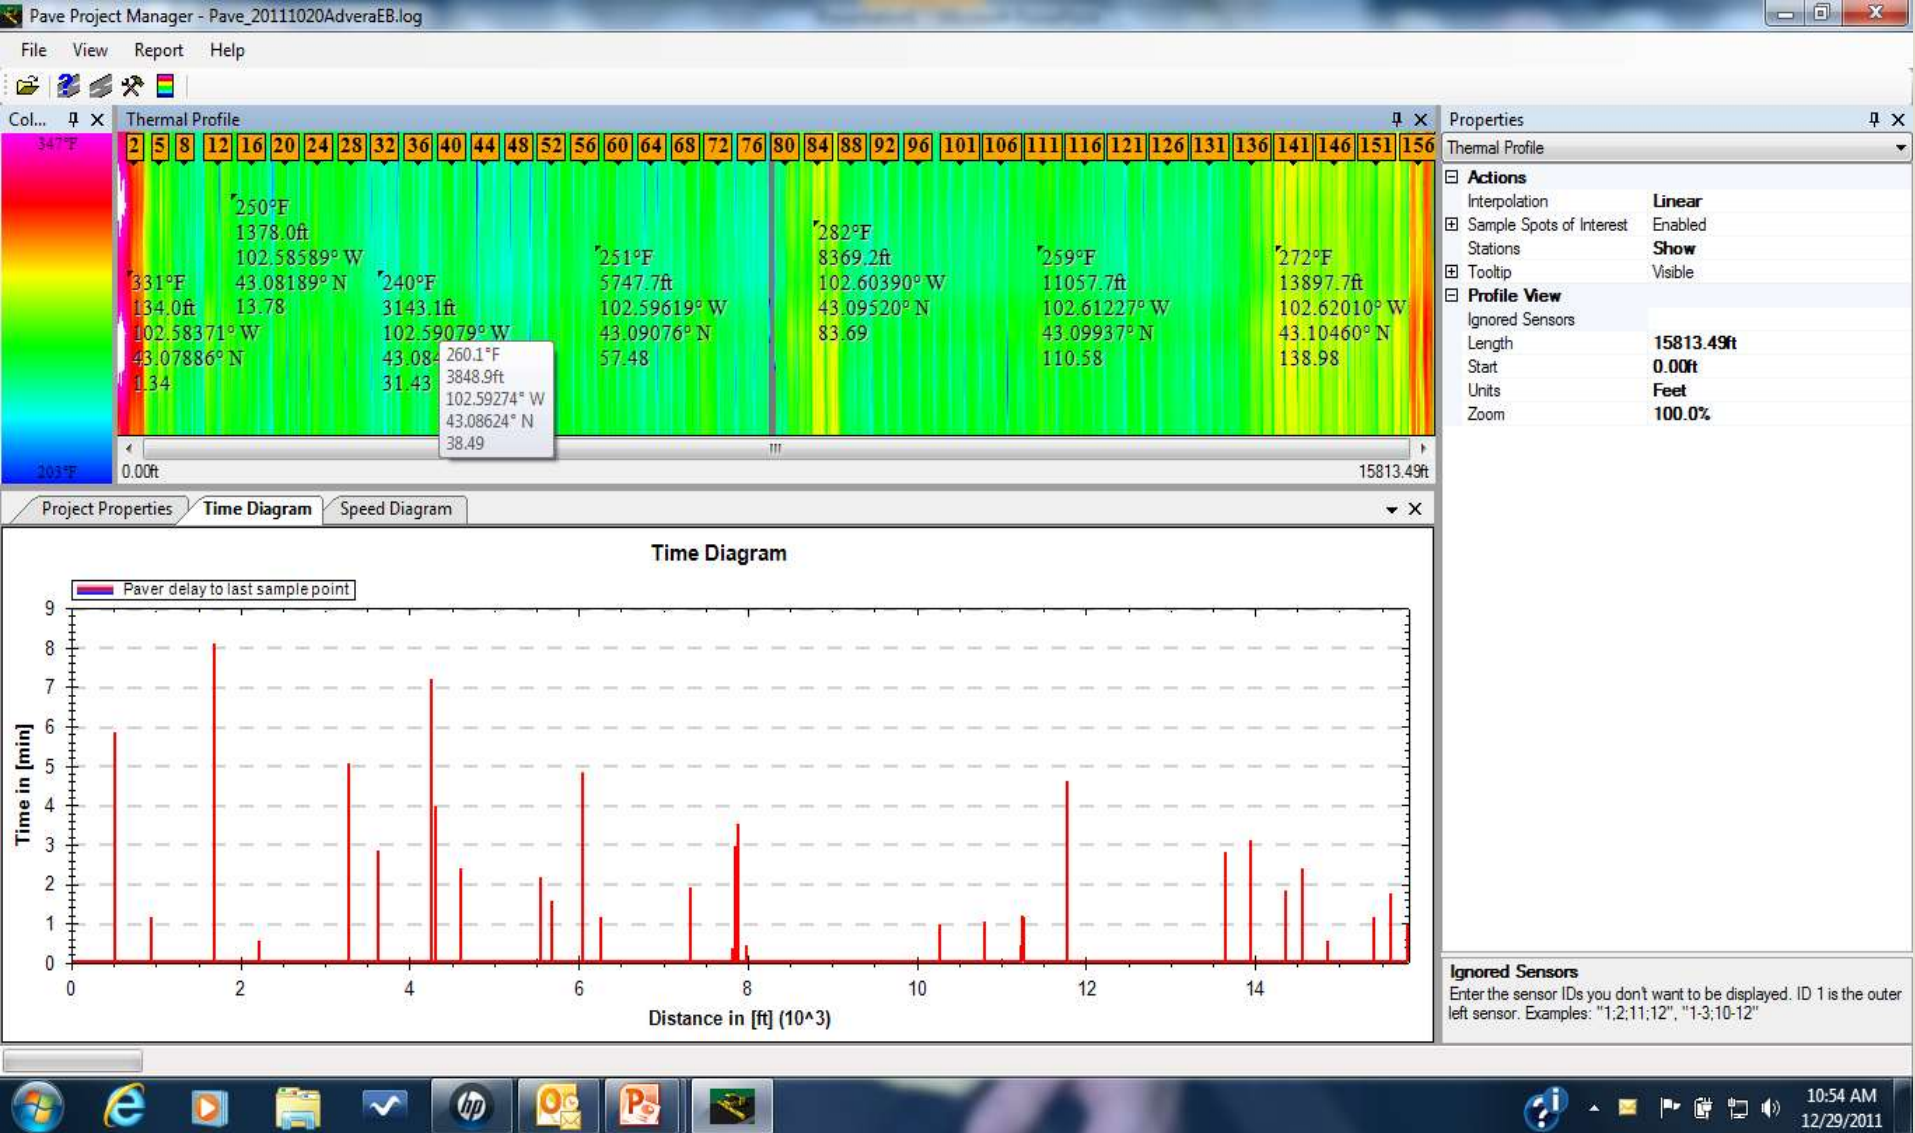 Pave Project Manager - Pave_20111020AdveraEB.log
File View Report Help
Col...
347°F
203°F
Thermal Profile
2 5 8 12 16 20 24 28 32 36 40 44 48 52 56 60 64 68 72 76 80 84 88 92 96 101 106 111 116 121 126 131 136 141 146 151 156
331°F
134.0ft
102.58371° W
43.07886° N
1.34
250°F
1378.0ft
102.58589° W
43.08189° N
13.78
240°F
3143.1ft
102.59079° W
43.084
31.43
260.1°F
3848.9ft
102.59274° W
43.08624° N
38.49
251°F
5747.7ft
102.59619° W
43.09076° N
57.48
282°F
8369.2ft
102.60390° W
43.09520° N
83.69
259°F
11057.7ft
102.61227° W
43.09937° N
110.58
272°F
13897.7ft
102.62010° W
43.10460° N
138.98
0.00ft 15813.49ft
Properties
Thermal Profile
Actions
Interpolation Linear
Sample Spots of Interest Enabled
Stations Show
Tooltip Visible
Profile View
Ignored Sensors
Length 15813.49ft
Start 0.00ft
Units Feet
Zoom 100.0%
Project Properties Time Diagram Speed Diagram
Time Diagram
Paver delay to last sample point
9
8
7
6
5
4
3
2
1
0
Time in [min]
0 2 4 6 8 10 12 14
Distance in [ft] (10^3)
Ignored Sensors
Enter the sensor IDs you don't want to be displayed. ID 1 is the outer
left sensor. Examples: "1;2;11;12", "1-3;10-12"
hp
10:54 AM
12/29/2011